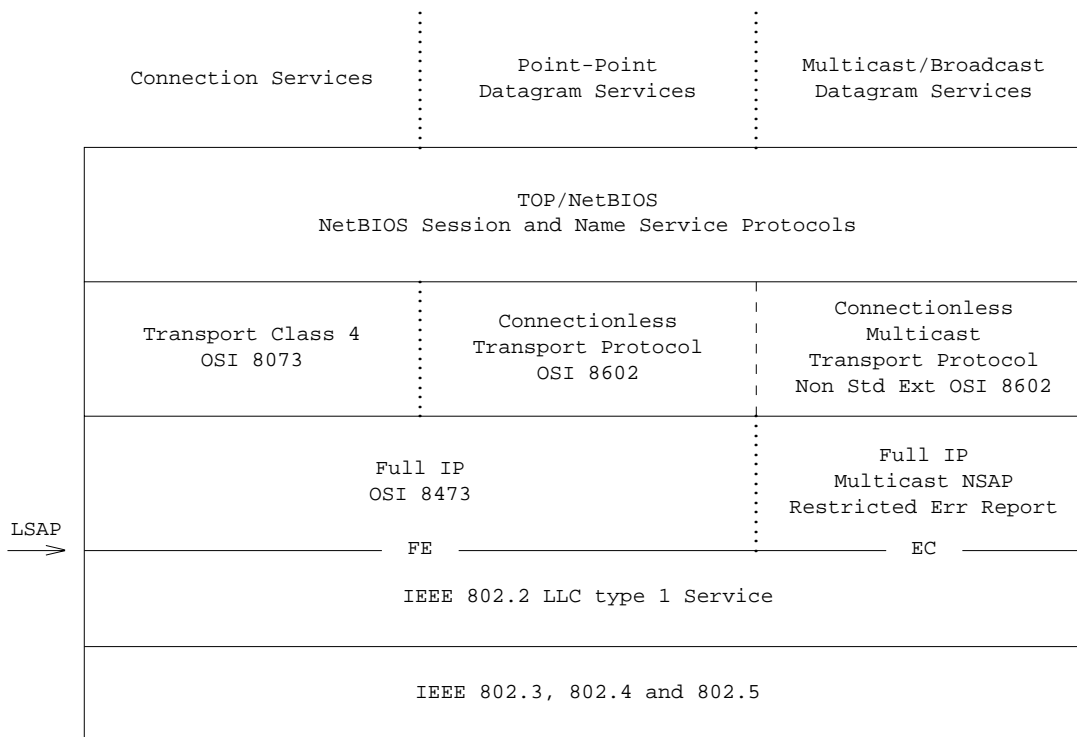 Connection Services
Point-Point
Datagram Services
Multicast/Broadcast
Datagram Services
TOP/NetBIOS
NetBIOS Session and Name Service Protocols
Transport Class 4
OSI 8073
Connectionless
Transport Protocol
OSI 8602
Connectionless
Multicast
Transport Protocol
Non Std Ext OSI 8602
Full IP
OSI 8473
Full IP
Multicast NSAP
Restricted Err Report
LSAP
FE
EC
IEEE 802.2 LLC type 1 Service
IEEE 802.3, 802.4 and 802.5